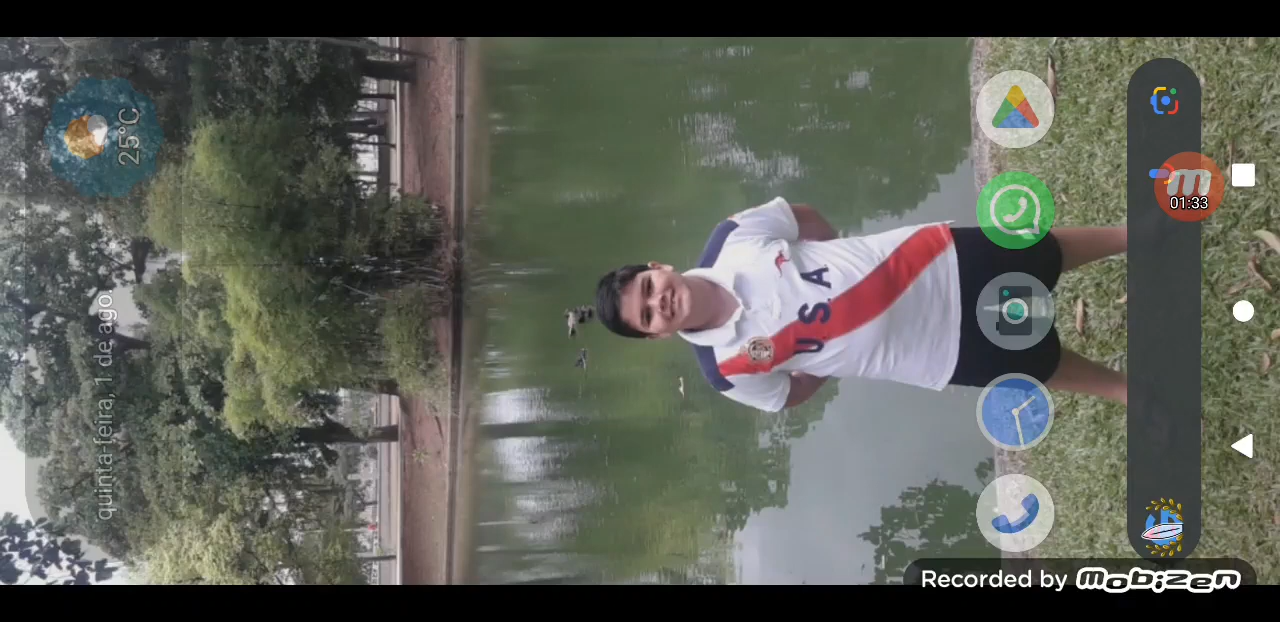 25°C
quinta-feira, 1 de ago.
USA
m
01:33
Recorded by mobizen